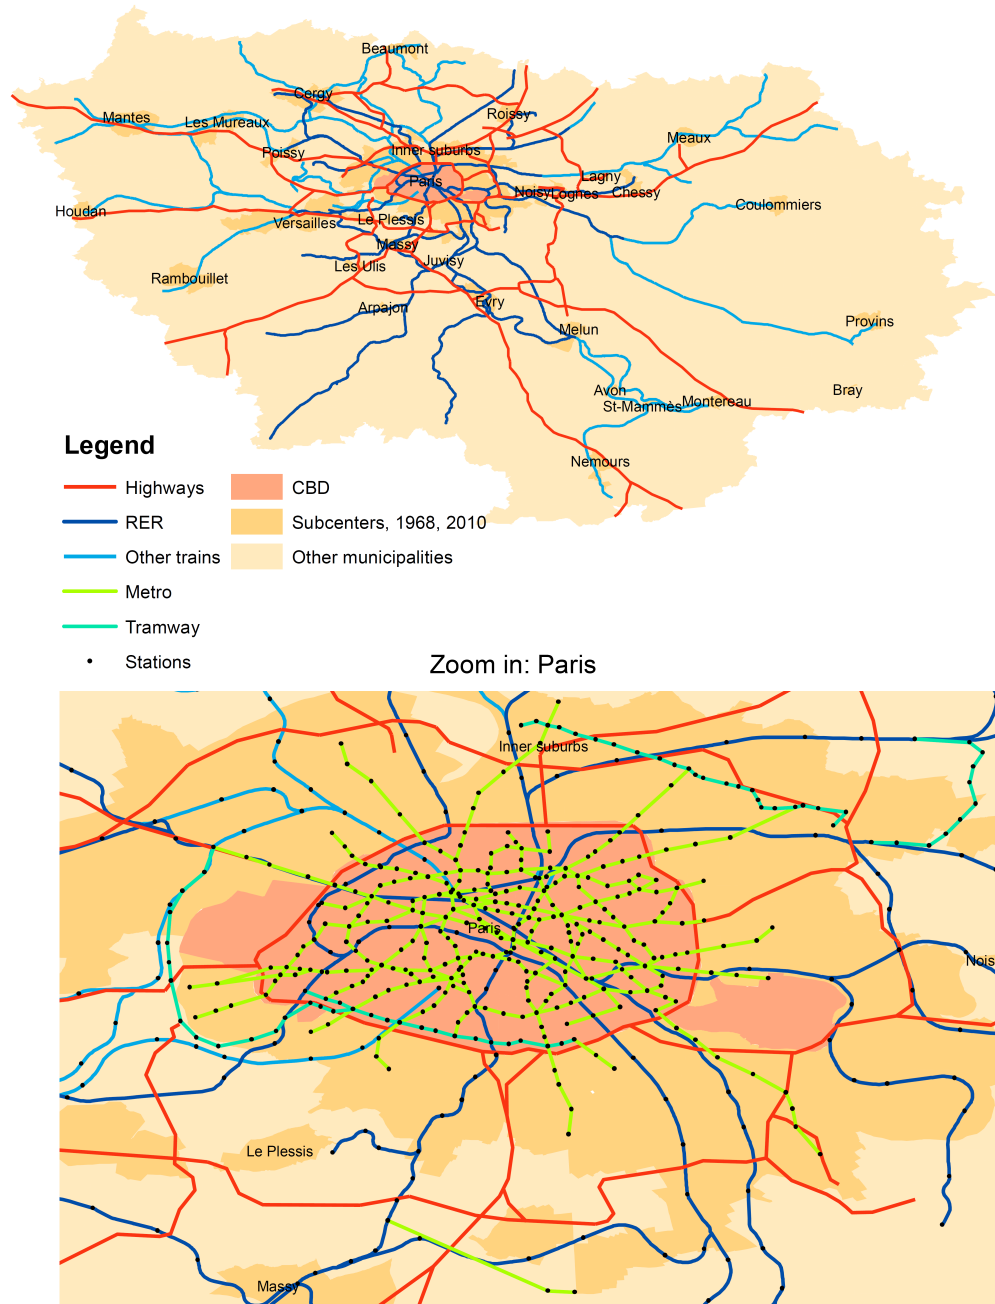 Beaumont
Cergy
Mantes
Les Mureaux
Roissy
Meaux
Poissy
Inner suburbs
Lagny
Paris
Noisy
Lognes
Chessy
Coulommiers
Houdan
Versailles
Le Plessis
Massy
Juvisy
Les Ulis
Rambouillet
Evry
Arpajon
Melun
Provins
Avon
Bray
St-Mammès
Montereau
Nemours
Legend
Highways
CBD
RER
Subcenters, 1968, 2010
Other trains
Other municipalities
Metro
Tramway
Stations
Zoom in: Paris
Inner suburbs
Paris
Nois
Le Plessis
Massy